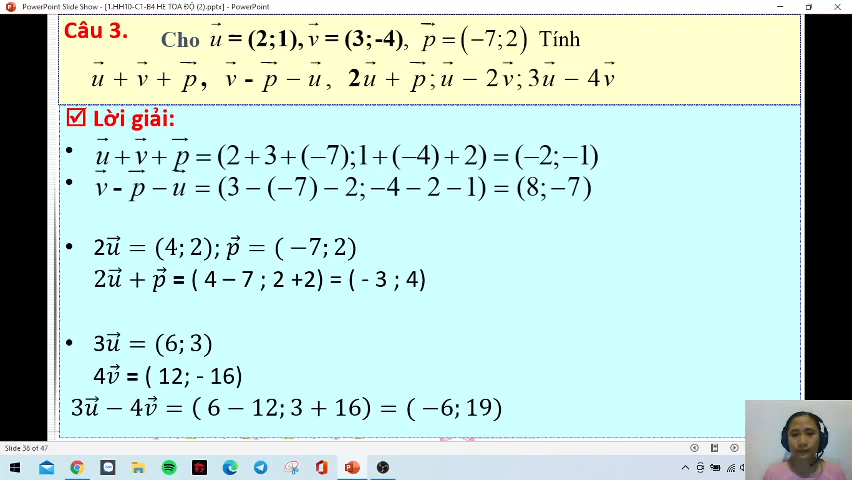 PowerPoint Slide Show - [1.HH10-C1-B4 HE TOA ĐỘ (2).pptx] - PowerPoint
Câu 3. Cho u⃗ = (2;1), v⃗ = (3;-4), p⃗ = (−7;2) Tính
u⃗ + v⃗ + p⃗, v⃗ - p⃗ − u⃗, 2u⃗ + p⃗; u⃗ − 2v⃗; 3u⃗ − 4v⃗
☑ Lời giải:
• u⃗ + v⃗ + p⃗ = (2 + 3 + (−7); 1 + (−4) + 2) = (−2; −1)
• v⃗ - p⃗ − u⃗ = (3 − (−7) − 2; −4 − 2 − 1) = (8; −7)
• 2u⃗ = (4; 2); p⃗ = ( −7; 2)
2u⃗ + p⃗ = ( 4 – 7 ; 2 +2) = ( - 3 ; 4)
• 3u⃗ = (6; 3)
4v⃗ = ( 12; - 16)
3u⃗ − 4v⃗ = ( 6 − 12; 3 + 16) = ( −6; 19)
Slide 38 of 47